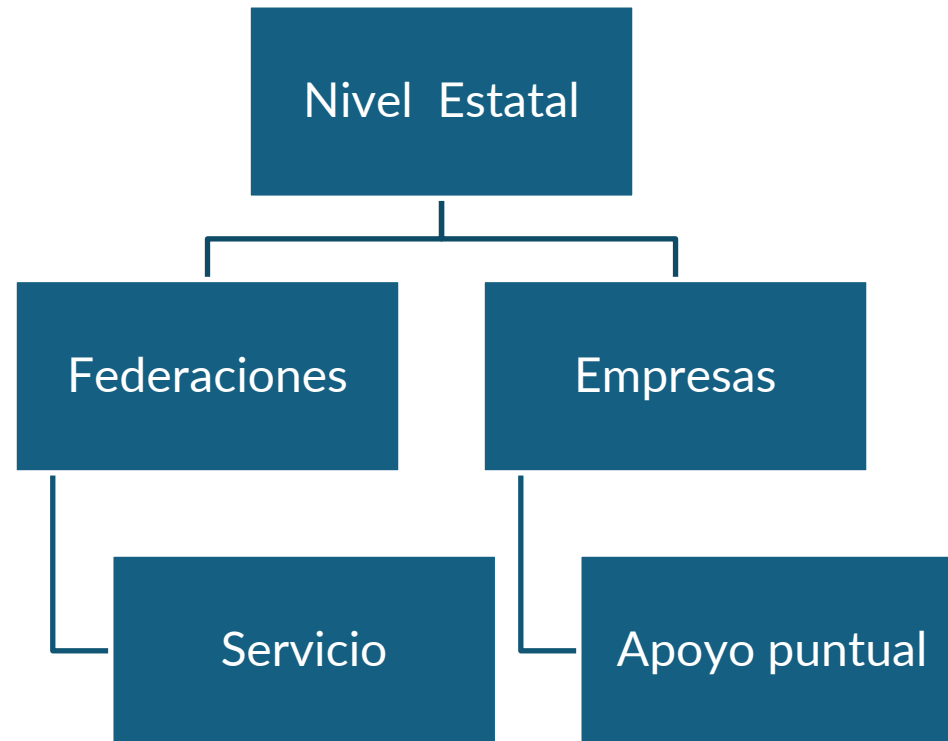 Nivel  Estatal
Federaciones
Empresas
Servicio
Apoyo puntual